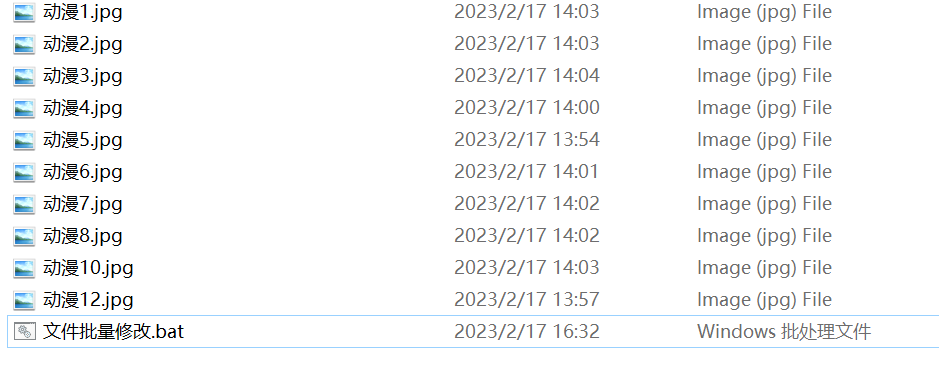 动漫1.jpg 2023/2/17 14:03 Image (jpg) File
动漫2.jpg 2023/2/17 14:03 Image (jpg) File
动漫3.jpg 2023/2/17 14:04 Image (jpg) File
动漫4.jpg 2023/2/17 14:00 Image (jpg) File
动漫5.jpg 2023/2/17 13:54 Image (jpg) File
动漫6.jpg 2023/2/17 14:01 Image (jpg) File
动漫7.jpg 2023/2/17 14:02 Image (jpg) File
动漫8.jpg 2023/2/17 14:02 Image (jpg) File
动漫10.jpg 2023/2/17 14:03 Image (jpg) File
动漫12.jpg 2023/2/17 13:57 Image (jpg) File
文件批量修改.bat 2023/2/17 16:32 Windows 批处理文件